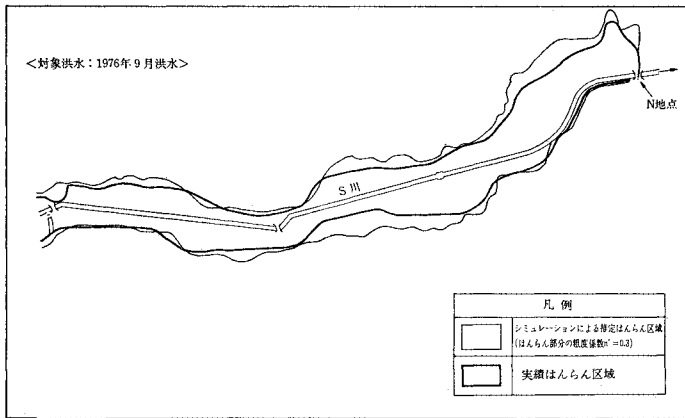 <対象洪水：1976年9月洪水>
N地点
S川
凡例
シミュレーションによる推定はんらん区域
(はんらん部分の粗度係数n'=0.3)
実績はんらん区域